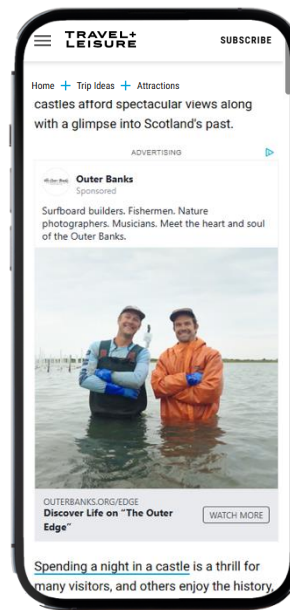 TRAVEL+
LEISURE
SUBSCRIBE
Home + Trip Ideas + Attractions
castles afford spectacular views along
with a glimpse into Scotland's past.
ADVERTISING
Outer Banks
Sponsored
Surfboard builders. Fishermen. Nature
photographers. Musicians. Meet the heart and soul
of the Outer Banks.
OUTERBANKS.ORG/EDGE
Discover Life on “The Outer
Edge”
WATCH MORE
Spending a night in a castle is a thrill for
many visitors, and others enjoy the history,